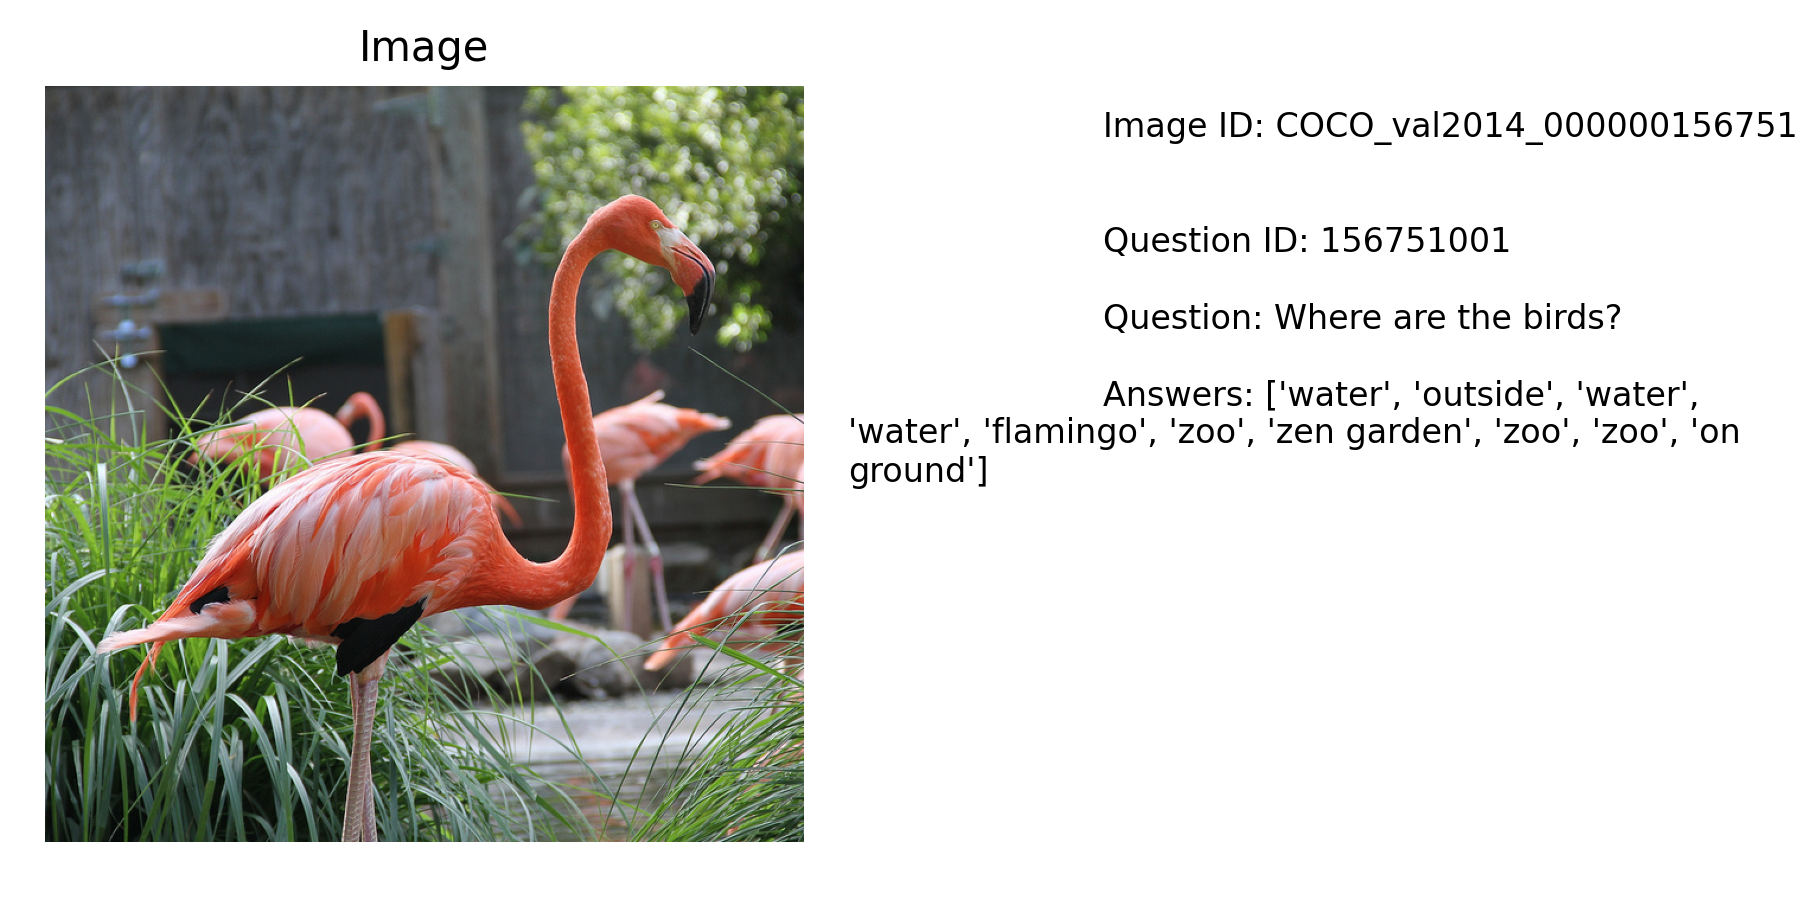 Image
Image ID: COCO_val2014_000000156751
Question ID: 156751001
Question: Where are the birds?
Answers: ['water', 'outside', 'water',
'water', 'flamingo', 'zoo', 'zen garden', 'zoo', 'zoo', 'on
ground']